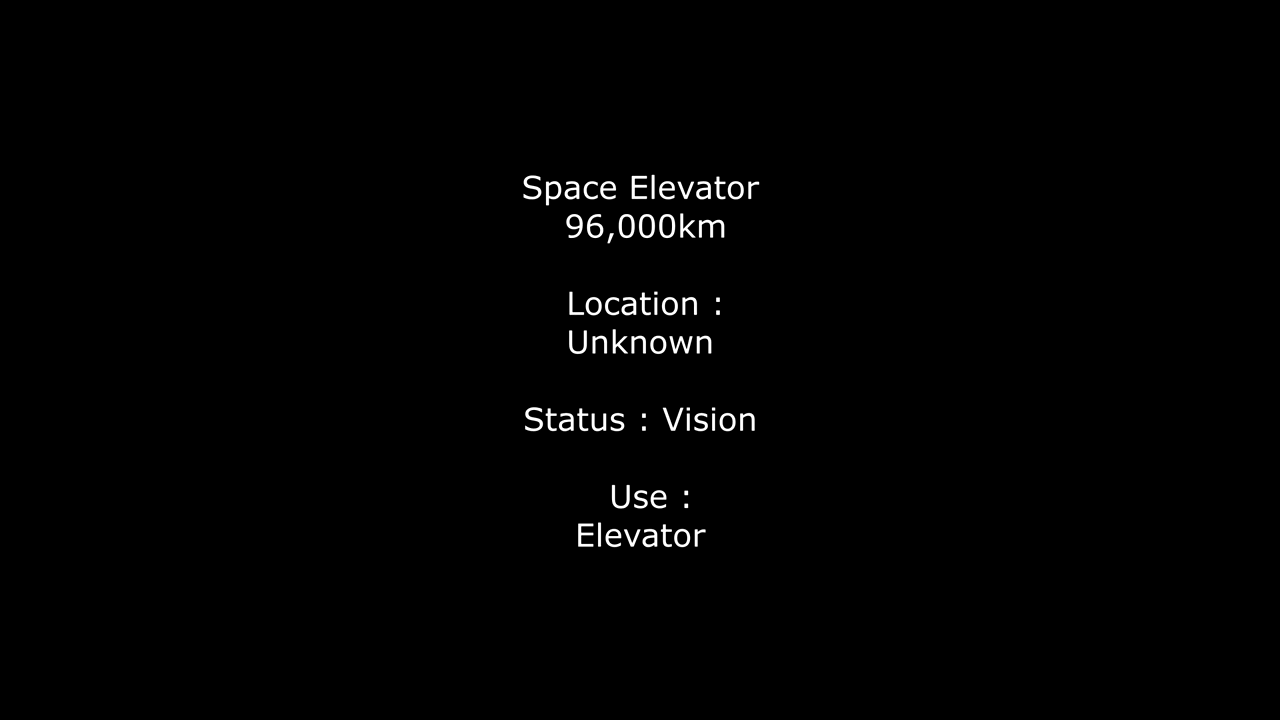 Space Elevator
96,000km
Location :
Unknown
Status : Vision
Use :
Elevator